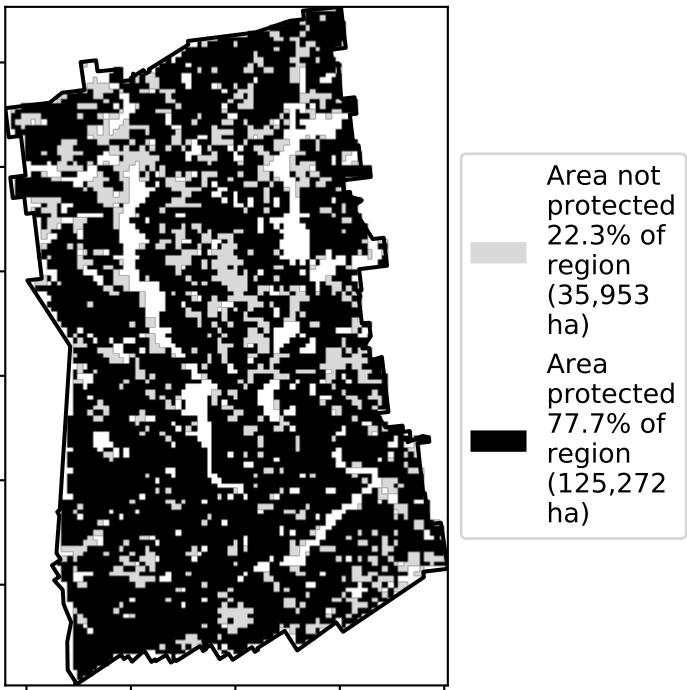 Area not
protected
22.3% of
region
(35,953
ha)
Area
protected
77.7% of
region
(125,272
ha)